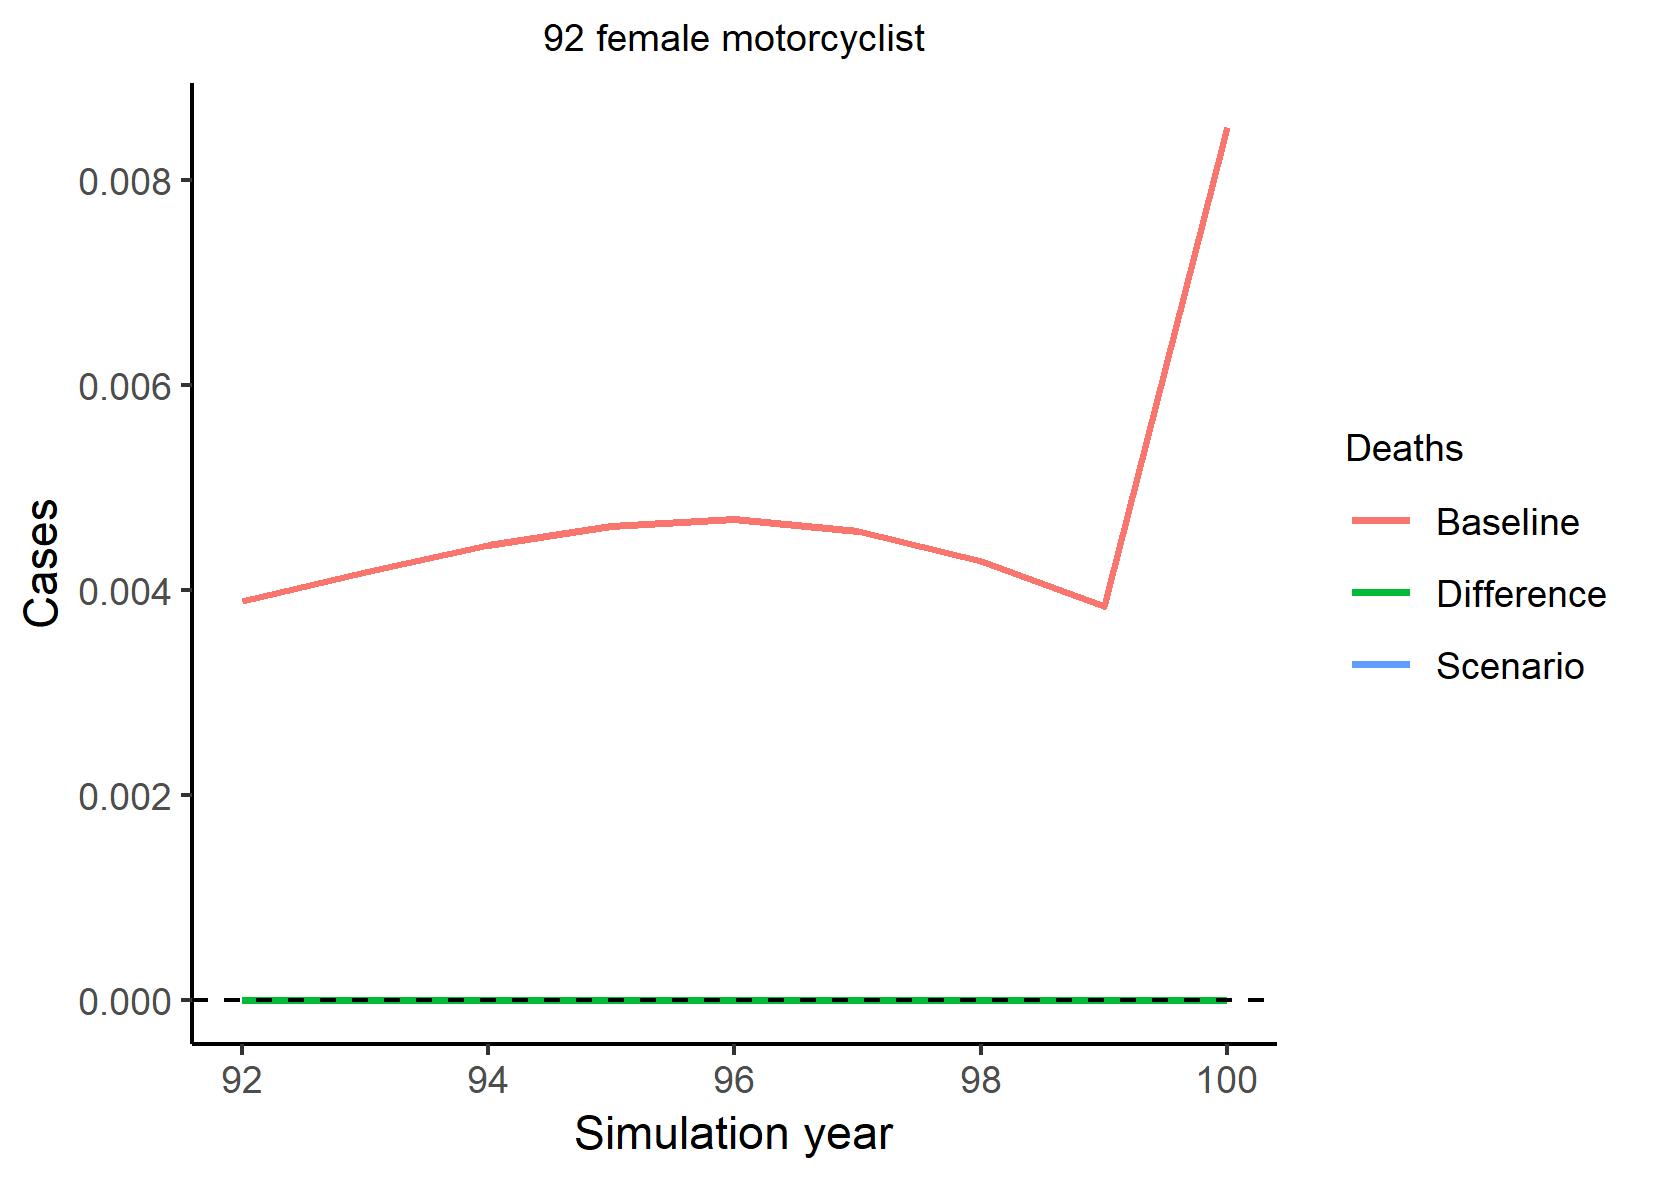 92 female motorcyclist
Cases
0.008
0.006
0.004
0.002
0.000
92 94 96 98 100
Simulation year
Deaths
Baseline
Difference
Scenario